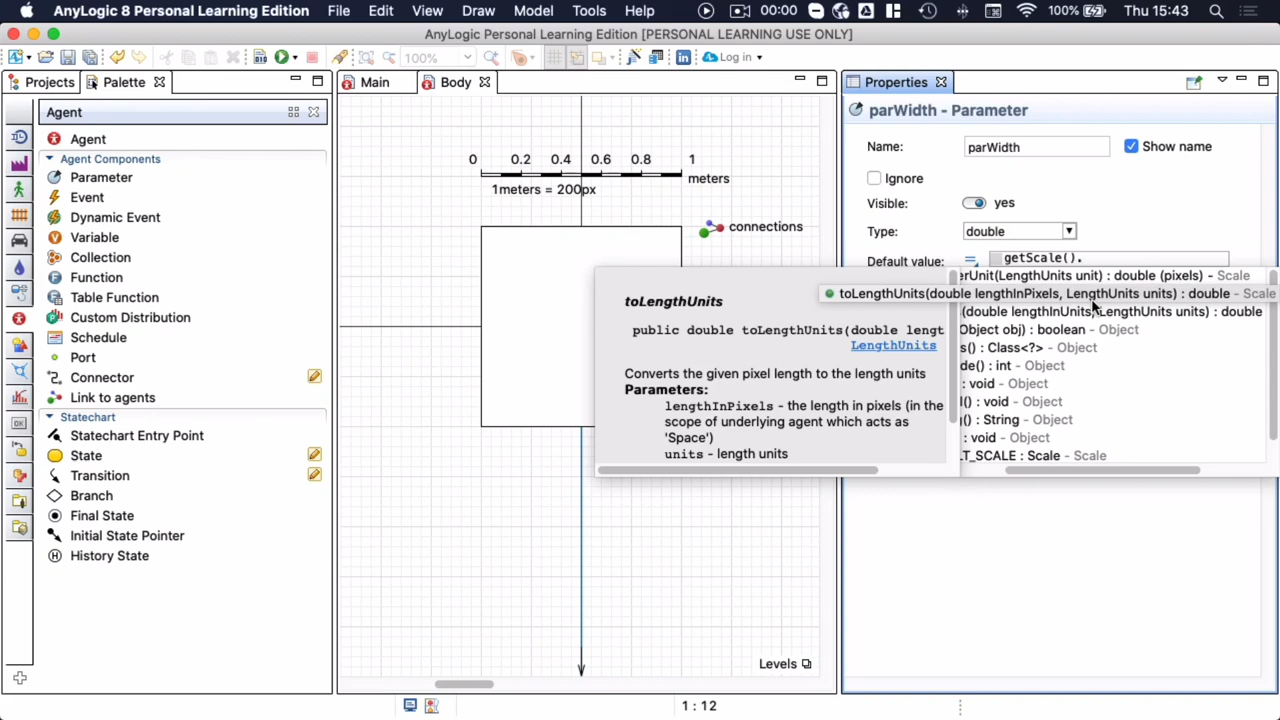 AnyLogic 8 Personal Learning Edition File Edit View Draw Model Tools Help 00:00 100% Thu 15:43
AnyLogic Personal Learning Edition [PERSONAL LEARNING USE ONLY]
100% Log in
Projects Palette Main Body Properties
Agent
Agent
Agent Components
Parameter
Event
Dynamic Event
Variable
Collection
Function
Table Function
Custom Distribution
Schedule
Port
Connector
Link to agents
Statechart
Statechart Entry Point
State
Transition
Branch
Final State
Initial State Pointer
History State
0 0.2 0.4 0.6 0.8 1
meters
1meters = 200px
connections
Levels
parWidth - Parameter
Name: parWidth Show name
Ignore
Visible: yes
Type: double
Default value: getScale().
erUnit(LengthUnits unit) : double (pixels) - Scale
toLengthUnits(double lengthInPixels, LengthUnits units) : double - Scale
(double lengthInUnits, LengthUnits units) : double
Object obj) : boolean - Object
s() : Class<?> - Object
de() : int - Object
: void - Object
l() : void - Object
g() : String - Object
: void - Object
LT_SCALE : Scale - Scale
toLengthUnits
public double toLengthUnits(double lengt
LengthUnits
Converts the given pixel length to the length units
Parameters:
lengthInPixels - the length in pixels (in the
scope of underlying agent which acts as
'Space')
units - length units
1 : 12